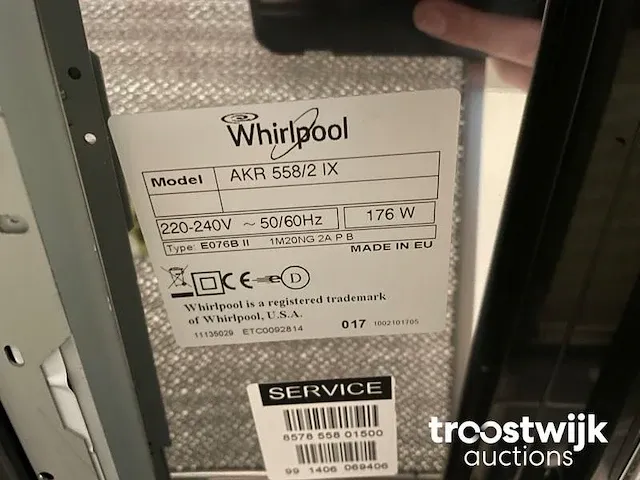 Whirlpool
Model AKR 558/2 IX
220-240V ~ 50/60Hz 176 W
Type: E076B II 1M20NG 2A P B
MADE IN EU
CE D
Whirlpool is a registered trademark
of Whirlpool, U.S.A.
11135029 ETC0092814 017 1002101705
SERVICE
8578 558 01500
99 1406 069406
troostwijk
auctions